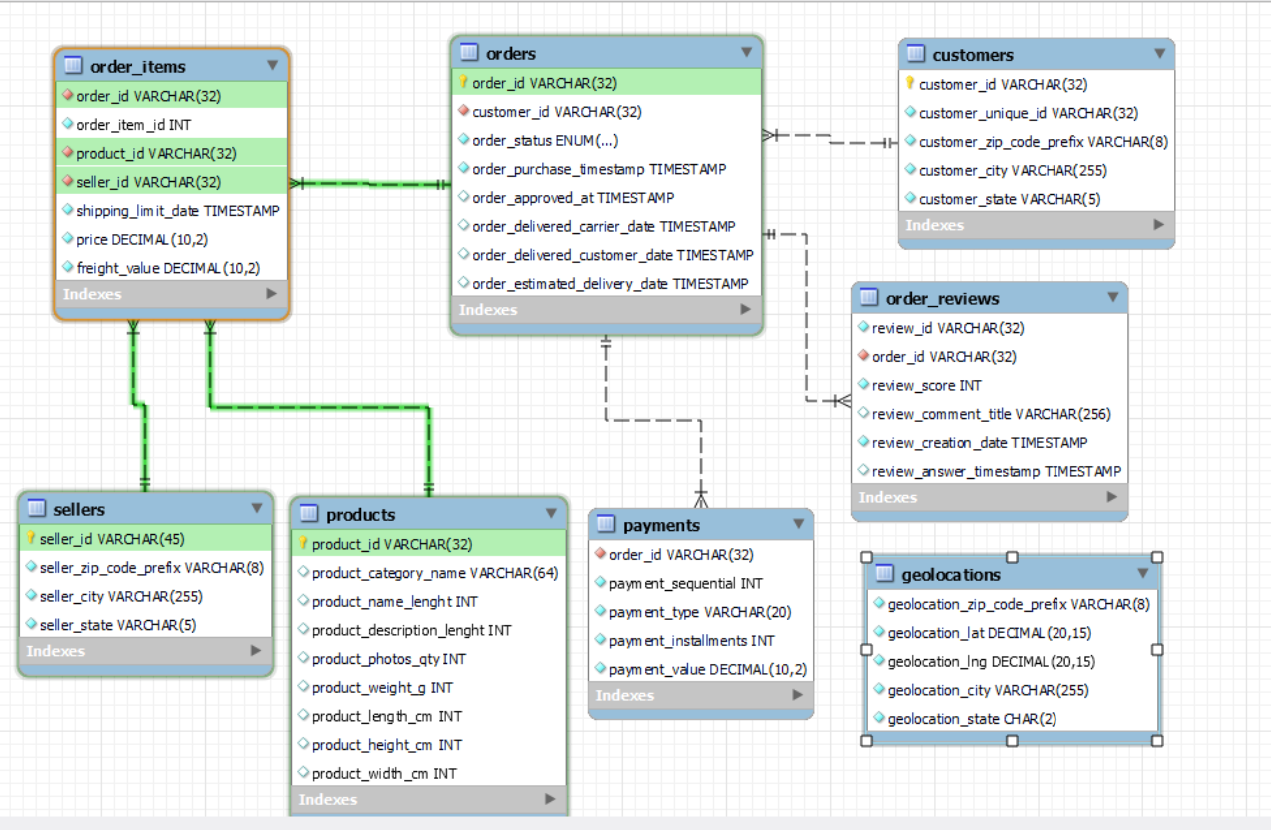 order_items
order_id VARCHAR(32)
order_item_id INT
product_id VARCHAR(32)
seller_id VARCHAR(32)
shipping_limit_date TIMESTAMP
price DECIMAL(10,2)
freight_value DECIMAL(10,2)
Indexes
orders
order_id VARCHAR(32)
customer_id VARCHAR(32)
order_status ENUM(...)
order_purchase_timestamp TIMESTAMP
order_approved_at TIMESTAMP
order_delivered_carrier_date TIMESTAMP
order_delivered_customer_date TIMESTAMP
order_estimated_delivery_date TIMESTAMP
Indexes
customers
customer_id VARCHAR(32)
customer_unique_id VARCHAR(32)
customer_zip_code_prefix VARCHAR(8)
customer_city VARCHAR(255)
customer_state VARCHAR(5)
Indexes
order_reviews
review_id VARCHAR(32)
order_id VARCHAR(32)
review_score INT
review_comment_title VARCHAR(256)
review_creation_date TIMESTAMP
review_answer_timestamp TIMESTAMP
Indexes
sellers
seller_id VARCHAR(45)
seller_zip_code_prefix VARCHAR(8)
seller_city VARCHAR(255)
seller_state VARCHAR(5)
Indexes
products
product_id VARCHAR(32)
product_category_name VARCHAR(64)
product_name_lenght INT
product_description_lenght INT
product_photos_qty INT
product_weight_g INT
product_length_cm INT
product_height_cm INT
product_width_cm INT
Indexes
payments
order_id VARCHAR(32)
payment_sequential INT
payment_type VARCHAR(20)
payment_installments INT
payment_value DECIMAL(10,2)
Indexes
geolocations
geolocation_zip_code_prefix VARCHAR(8)
geolocation_lat DECIMAL(20,15)
geolocation_lng DECIMAL(20,15)
geolocation_city VARCHAR(255)
geolocation_state CHAR(2)